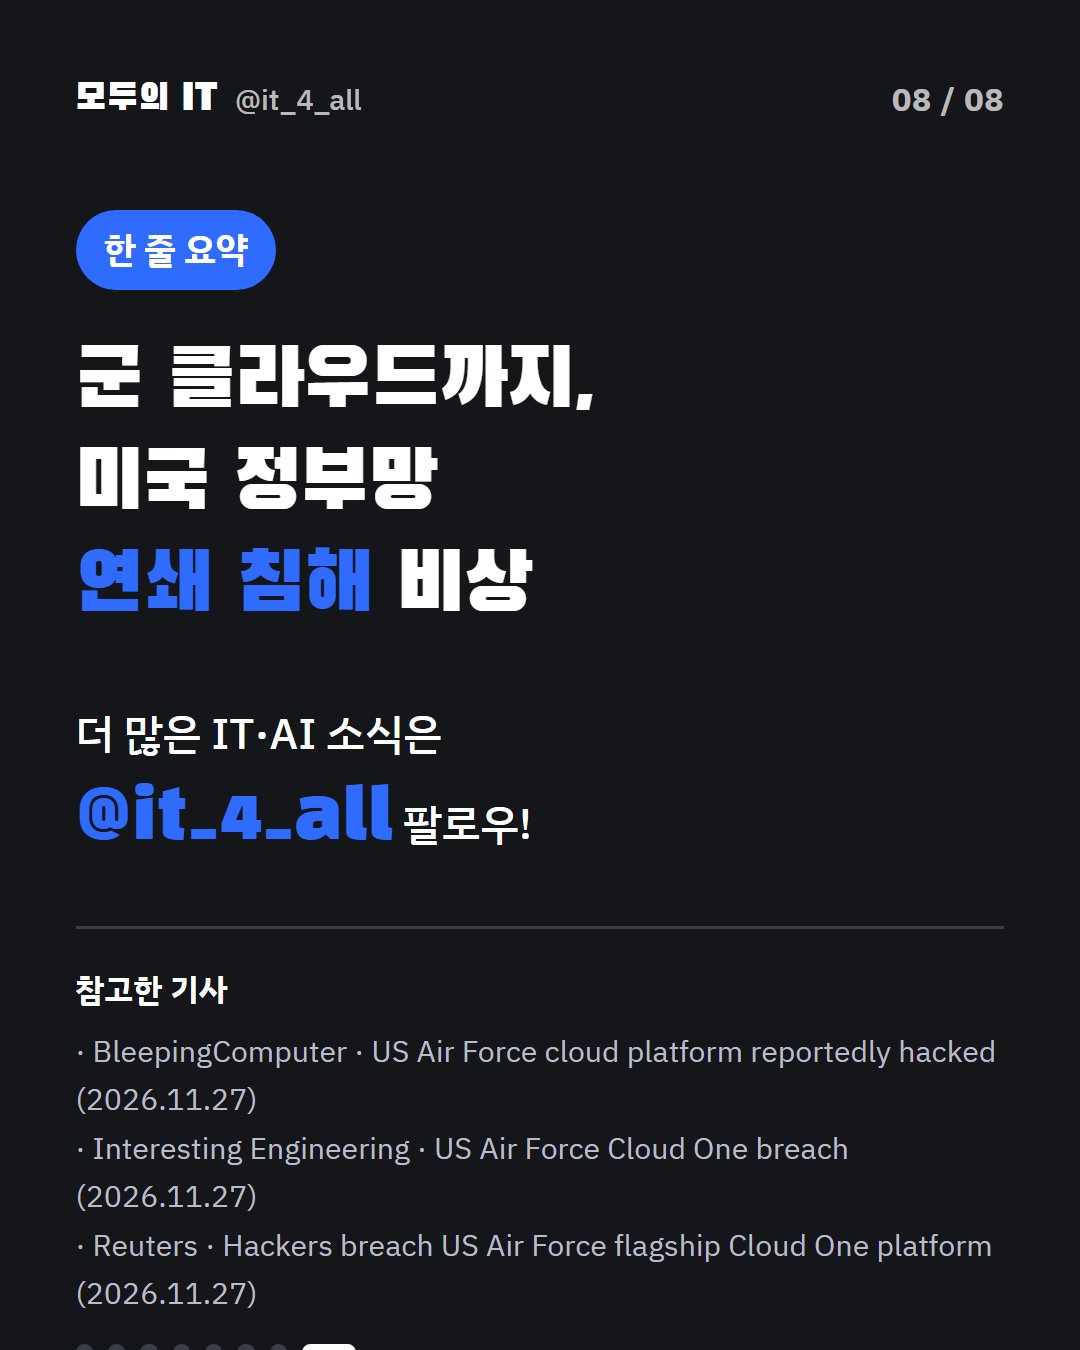 모두의 IT @it_4_all
08 / 08
한 줄 요약
군 클라우드까지,
미국 정부망
연쇄 침해 비상
더 많은 IT·AI 소식은
@it_4_all 팔로우!
참고한 기사
· BleepingComputer · US Air Force cloud platform reportedly hacked
(2026.11.27)
· Interesting Engineering · US Air Force Cloud One breach
(2026.11.27)
· Reuters · Hackers breach US Air Force flagship Cloud One platform
(2026.11.27)